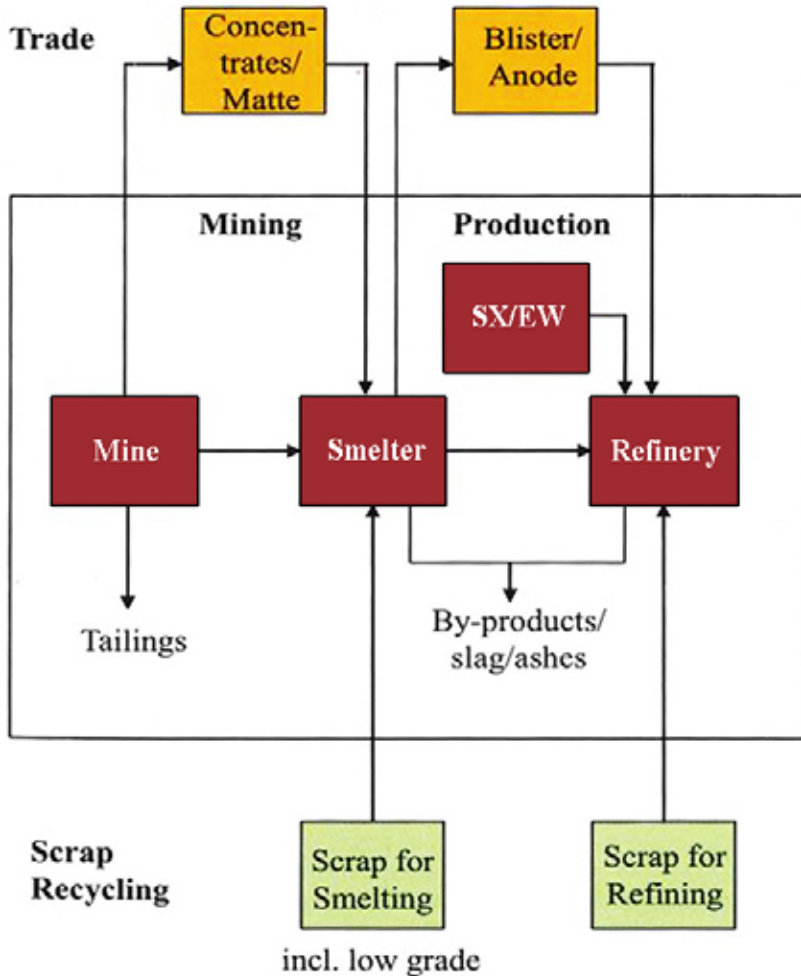 Trade
Concen-
trates/
Matte
Blister/
Anode
Mining
Production
SX/EW
Mine
Smelter
Refinery
Tailings
By-products/
slag/ashes
Scrap
Recycling
Scrap for
Smelting
Scrap for
Refining
incl. low grade